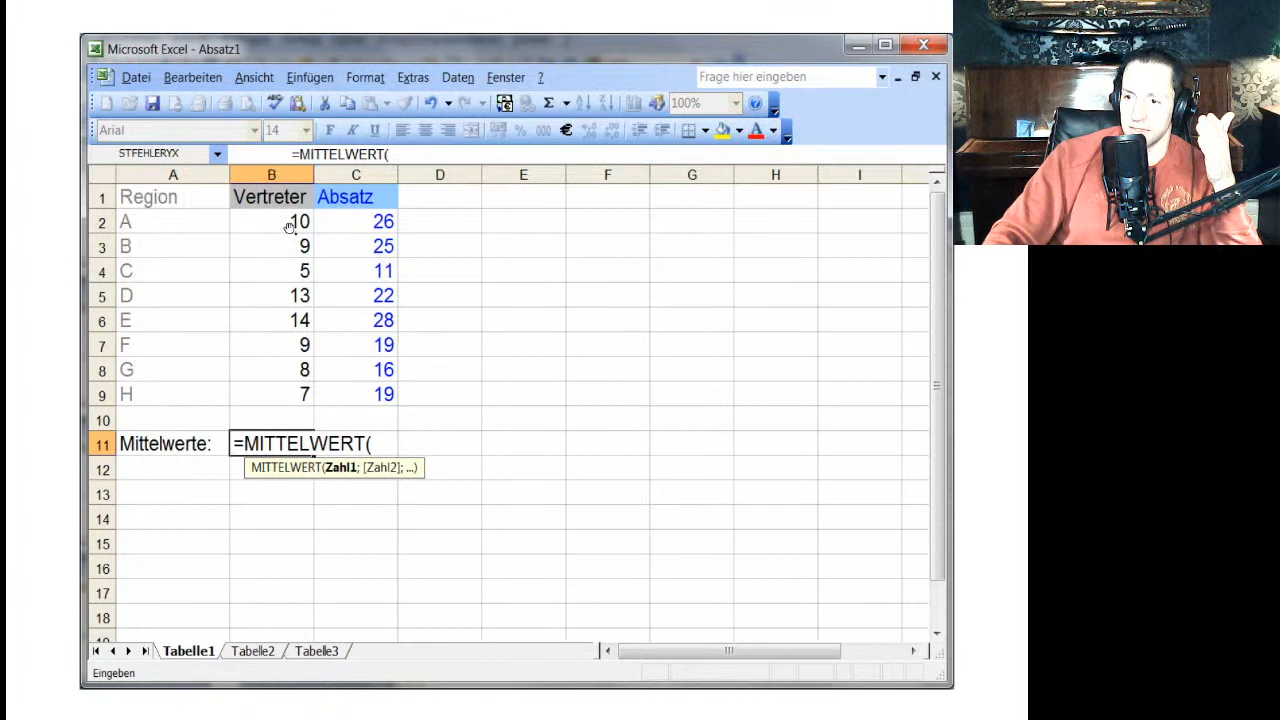 Microsoft Excel - Absatz1
Datei Bearbeiten Ansicht Einfügen Format Extras Daten Fenster ? Frage hier eingeben
Σ 100% ?
Arial 14 F K U % 000 € A
STFEHLERYX =MITTELWERT(
A B C D E F G H I
1 Region Vertreter Absatz
2 A 10 26
3 B 9 25
4 C 5 11
5 D 13 22
6 E 14 28
7 F 9 19
8 G 8 16
9 H 7 19
10
11 Mittelwerte: =MITTELWERT(
12 MITTELWERT(Zahl1; [Zahl2]; ...)
13
14
15
16
17
18
Tabelle1 Tabelle2 Tabelle3
Eingeben